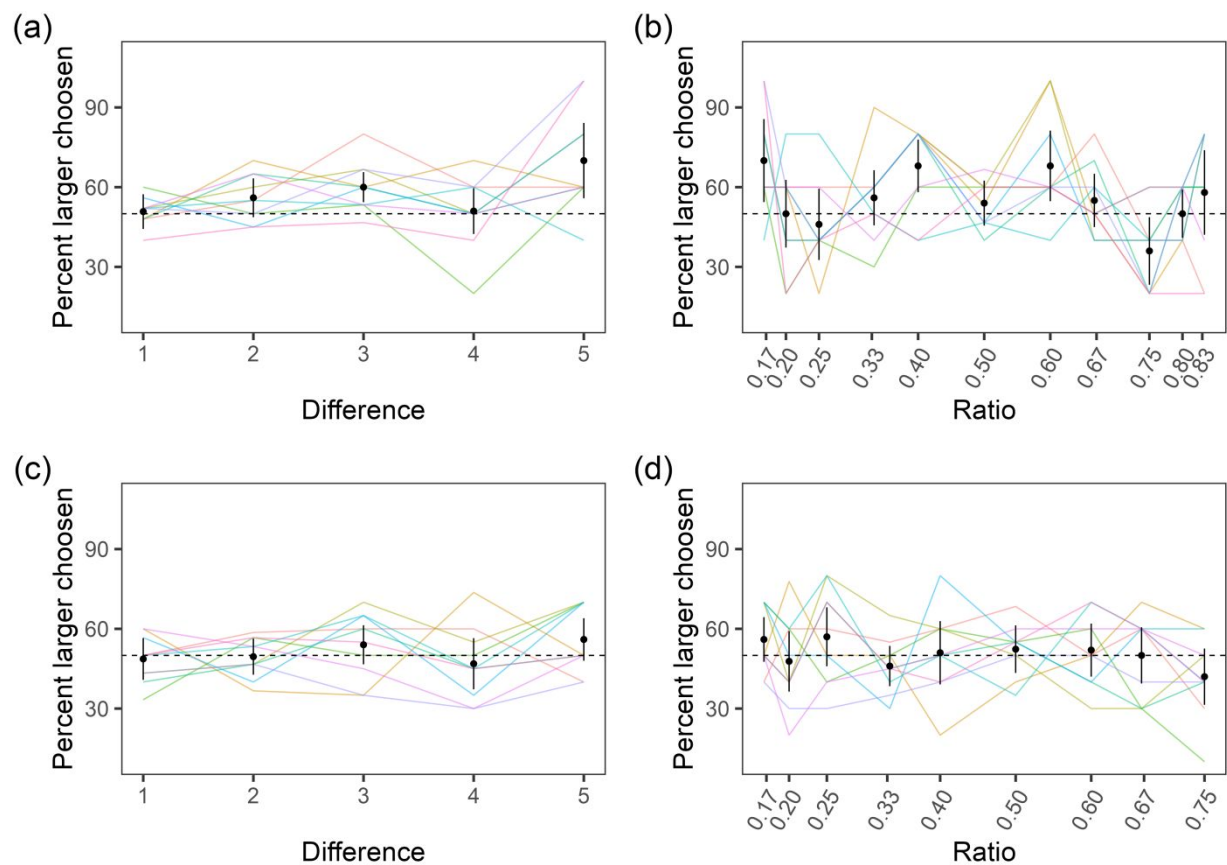 (a)
Percent larger choosen
90
60
30
1 2 3 4 5
Difference
(b)
Percent larger choosen
90
60
30
0.17 0.20 0.25 0.33 0.40 0.50 0.60 0.67 0.75 0.80 0.83
Ratio
(c)
Percent larger choosen
90
60
30
1 2 3 4 5
Difference
(d)
Percent larger choosen
90
60
30
0.17 0.20 0.25 0.33 0.40 0.50 0.60 0.67 0.75
Ratio